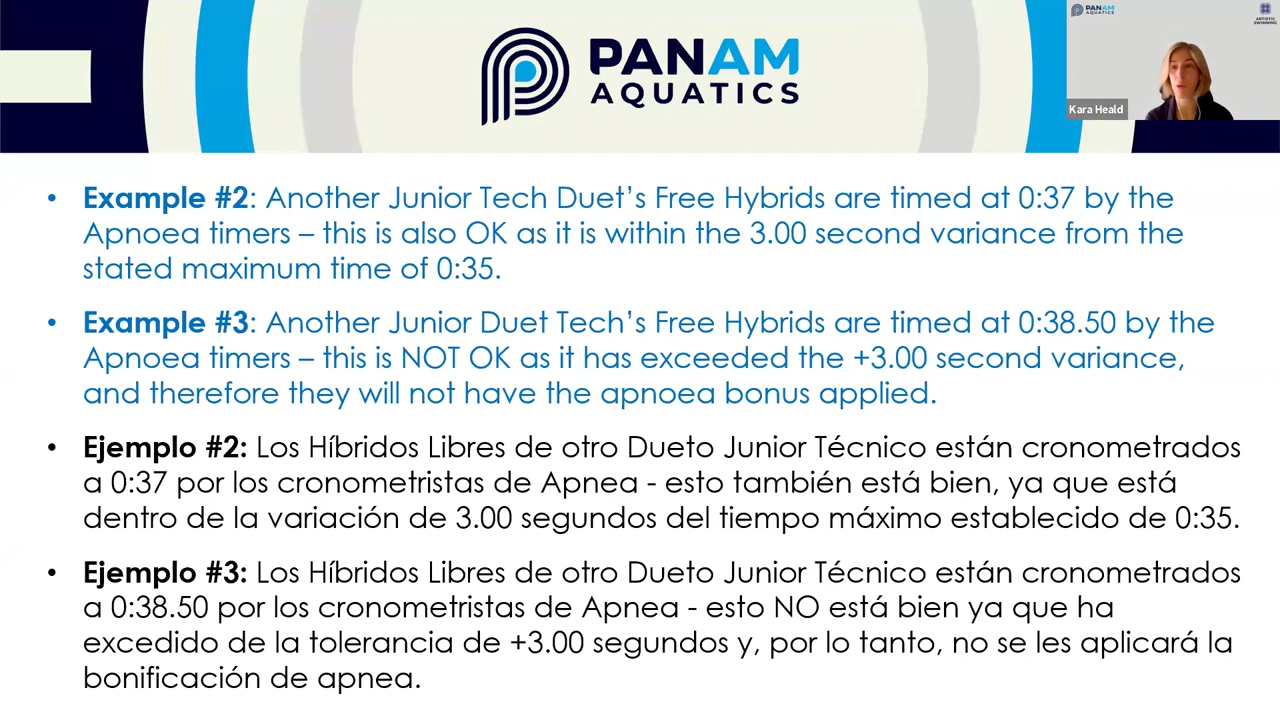 PANAM
AQUATICS
PANAM
AQUATICS
ARTISTIC
SWIMMING
Kara Heald
• Example #2: Another Junior Tech Duet’s Free Hybrids are timed at 0:37 by the
Apnoea timers – this is also OK as it is within the 3.00 second variance from the
stated maximum time of 0:35.
• Example #3: Another Junior Duet Tech’s Free Hybrids are timed at 0:38.50 by the
Apnoea timers – this is NOT OK as it has exceeded the +3.00 second variance,
and therefore they will not have the apnoea bonus applied.
• Ejemplo #2: Los Híbridos Libres de otro Dueto Junior Técnico están cronometrados
a 0:37 por los cronometristas de Apnea - esto también está bien, ya que está
dentro de la variación de 3.00 segundos del tiempo máximo establecido de 0:35.
• Ejemplo #3: Los Híbridos Libres de otro Dueto Junior Técnico están cronometrados
a 0:38.50 por los cronometristas de Apnea - esto NO está bien ya que ha
excedido de la tolerancia de +3.00 segundos y, por lo tanto, no se les aplicará la
bonificación de apnea.